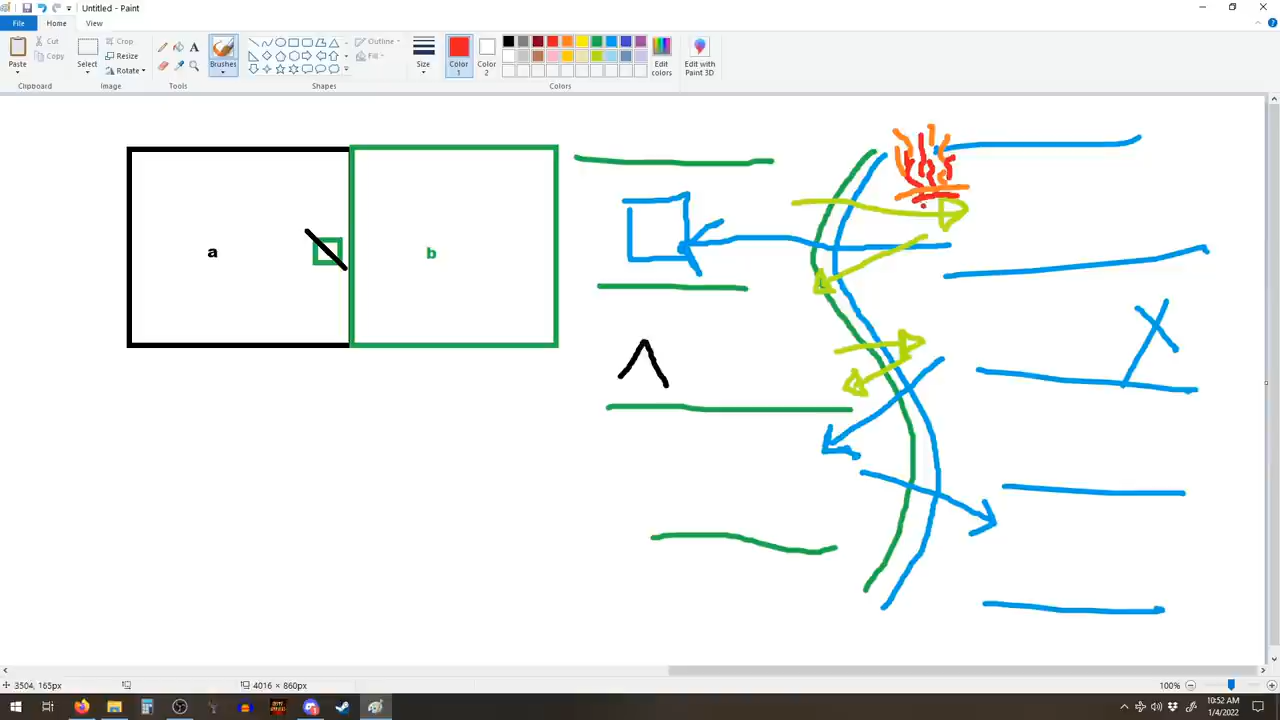 Untitled - Paint
File
Home
View
Paste
Cut
Copy
Clipboard
Select
Crop
Resize
Rotate
Image
A
Tools
Brushes
Outline
Fill
Shapes
Size
Color 1
Color 2
Edit colors
Colors
Edit with Paint 3D
a
b
3504, 165px
4016 × 860px
100%
10:52 AM
1/4/2022